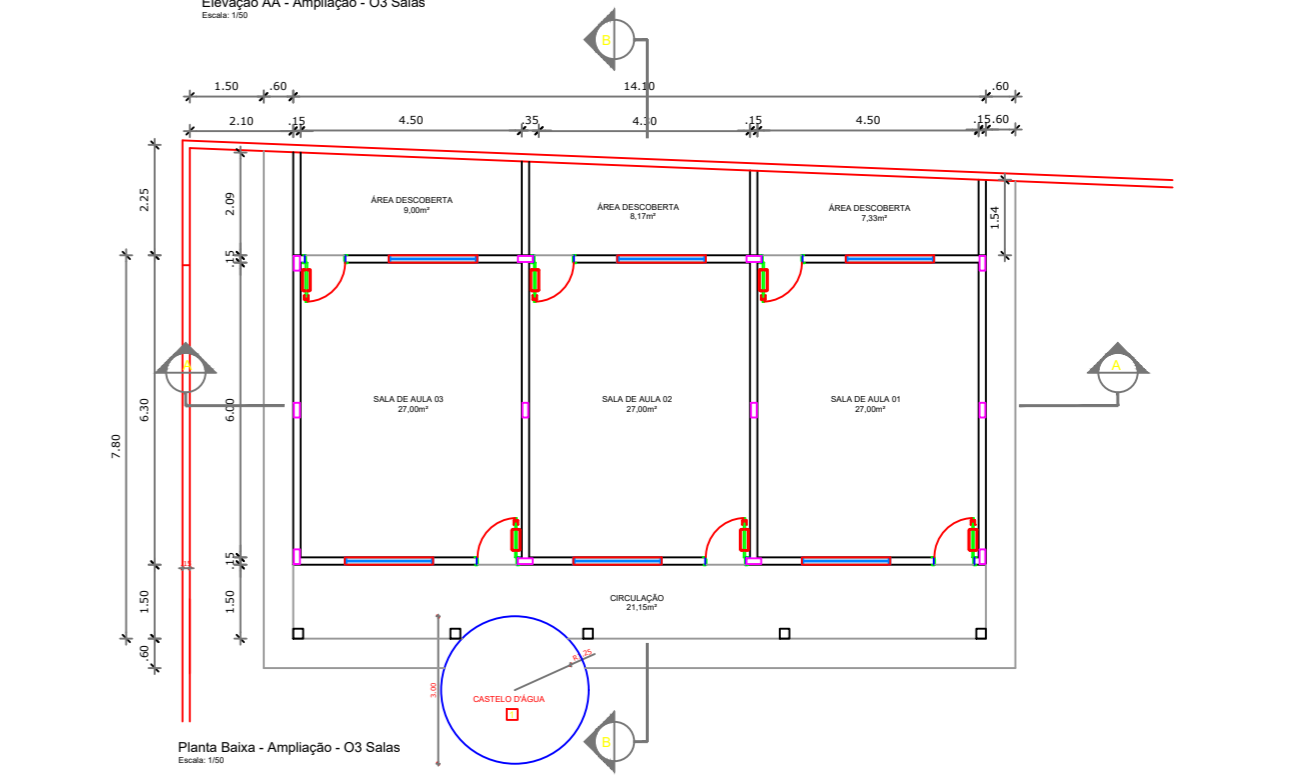 Elevação AA - Ampliação - O3 Salas
Escala: 1/50
B
1.50 .60 14.10 .60
2.10 .15 4.50 .35 4.30 .15 4.50 .15 .60
2.25
2.09
ÁREA DESCOBERTA
9,00m²
ÁREA DESCOBERTA
8,17m²
ÁREA DESCOBERTA
7,33m²
1.54
.15
A
A
7.80
6.30
6.00
SALA DE AULA 03
27,00m²
SALA DE AULA 02
27,00m²
SALA DE AULA 01
27,00m²
.15
.15
1.50
1.50
CIRCULAÇÃO
21,15m²
.60
3.00
CASTELO D'ÁGUA
B
Planta Baixa - Ampliação - O3 Salas
Escala: 1/50